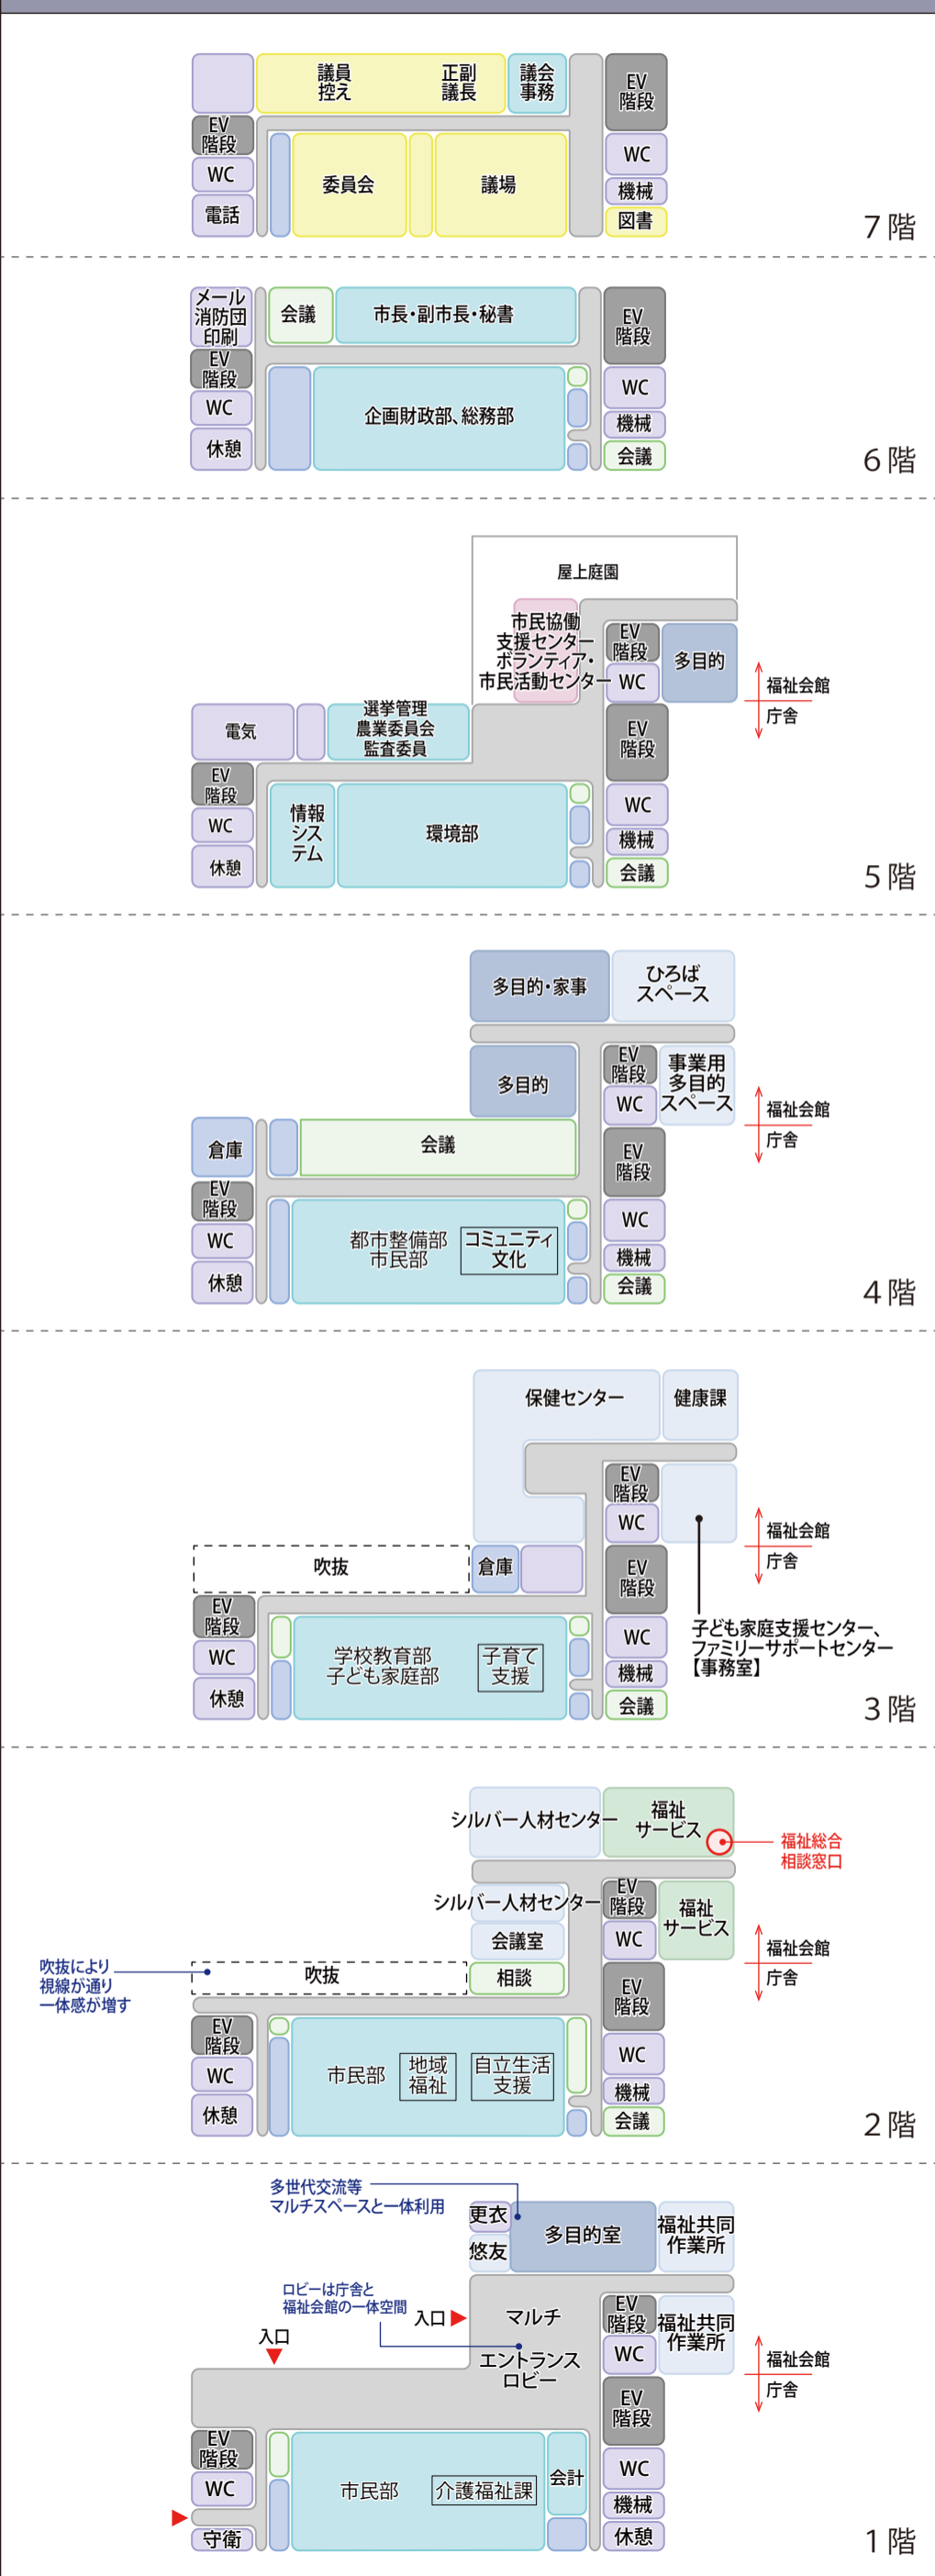 議員
控え
正副
議長
議会
事務
EV
階段
EV
階段
WC
WC
電話
委員会
議場
機械
図書
7階
メール
消防団
印刷
会議
市長・副市長・秘書
EV
階段
EV
階段
WC
WC
休憩
企画財政部、総務部
機械
会議
6階
屋上庭園
市民協働
支援センター
ボランティア・
市民活動センター
EV
階段
WC
多目的
福祉会館
庁舎
電気
選挙管理
農業委員会
監査委員
EV
階段
EV
階段
WC
WC
休憩
情報
シス
テム
環境部
機械
会議
5階
多目的・家事
ひろば
スペース
多目的
EV
階段
WC
事業用
多目的
スペース
福祉会館
庁舎
倉庫
会議
EV
階段
EV
階段
WC
WC
休憩
都市整備部
市民部
コミュニティ
文化
機械
会議
4階
保健センター
健康課
EV
階段
WC
福祉会館
庁舎
吹抜
倉庫
EV
階段
EV
階段
WC
WC
休憩
学校教育部
子ども家庭部
子育て
支援
子ども家庭支援センター、
ファミリーサポートセンター
【事務室】
機械
会議
3階
シルバー人材センター
福祉
サービス
福祉総合
相談窓口
シルバー人材センター
EV
階段
福祉
サービス
会議室
WC
福祉会館
庁舎
吹抜により
視線が通り
一体感が増す
吹抜
相談
EV
階段
EV
階段
WC
WC
休憩
市民部
地域
福祉
自立生活
支援
機械
会議
2階
多世代交流等
マルチスペースと一体利用
更衣
悠友
多目的室
福祉共同
作業所
ロビーは庁舎と
福祉会館の一体空間
入口
入口
マルチ
エントランス
ロビー
EV
階段
WC
福祉共同
作業所
福祉会館
庁舎
EV
階段
EV
階段
WC
WC
守衛
市民部
介護福祉課
会計
機械
休憩
1階